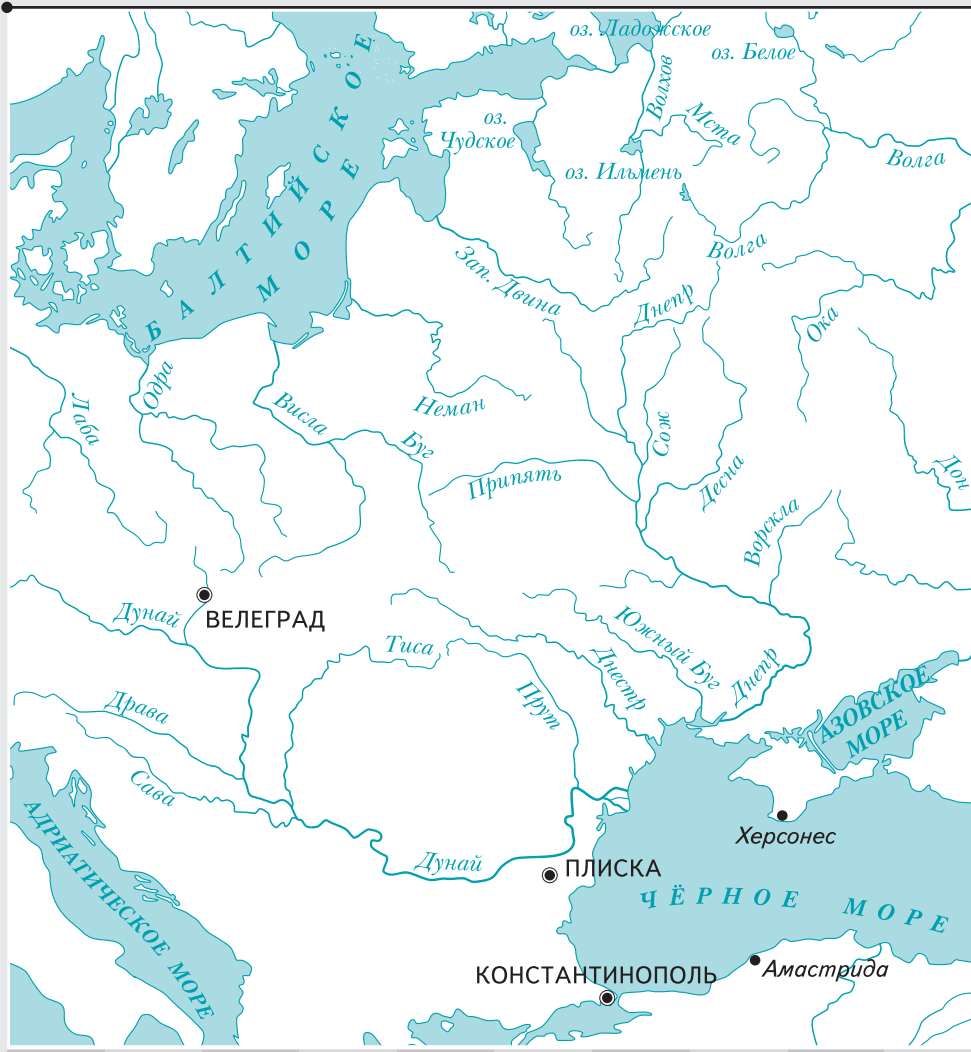 оз. Ладожское
оз. Белое
Волхов
Мста
оз.
Чудское
Волга
оз. Ильмень
БАЛТИЙСКОЕ
МОРЕ
Волга
Зап. Двина
Днепр
Ока
Одра
Лаба
Висла
Неман
Буг
Сож
Припять
Десна
Дон
Ворскла
Дунай
ВЕЛЕГРАД
Тиса
Южный Буг
Днестр
Днепр
Прут
Драва
Сава
АЗОВСКОЕ
МОРЕ
АДРИАТИЧЕСКОЕ МОРЕ
Херсонес
Дунай
ПЛИСКА
ЧЁРНОЕ МОРЕ
КОНСТАНТИНОПОЛЬ
Амастрида